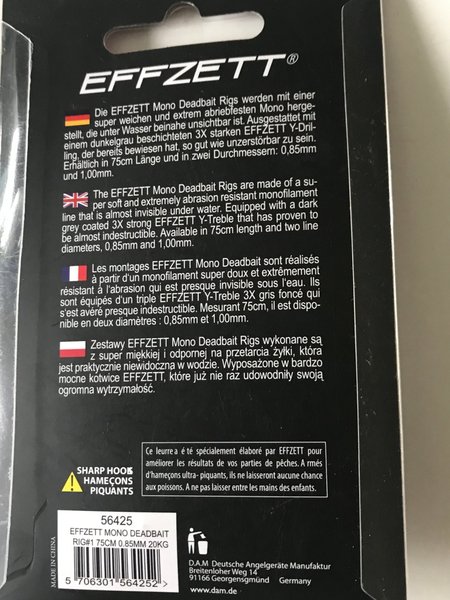 EFFZETT®
Die EFFZETT Mono Deadbait Rigs werden mit einer
super weichen und extrem abriebfesten Mono herge-
stellt, die unter Wasser beinahe unsichtbar ist. Ausgestattet mit
einem dunkelgrau beschichteten 3X starken EFFZETT Y-Dril-
ling, der bereits bewiesen hat, so gut wie unzerstörbar zu sein.
Erhältlich in 75cm Länge und in zwei Durchmessern: 0,85mm
und 1,00mm.
The EFFZETT Mono Deadbait Rigs are made of a su-
per soft and extremely abrasion resistant monofilament
line that is almost invisible under water. Equipped with a dark
grey coated 3X strong EFFZETT Y-Treble that has proven to
be almost indestructible. Available in 75cm length and two line
diameters, 0,85mm and 1,00mm.
Les montages EFFZETT Mono Deadbait sont réalisés
à partir d'un monofilament super doux et extrêmement
résistant à l'abrasion qui est presque invisible sous l'eau. Ils
sont équipés d'un triple EFFZETT Y-Treble 3X gris foncé qui
s'est avéré presque indestructible. Mesurant 75cm, il est dispo-
nible en deux diamètres : 0,85mm et 1,00mm.
Zestawy EFFZETT Mono Deadbait Rigs wykonane są
z super miękkiej i odpornej na przetarcia żyłki, która
jest praktycznie niewidoczna w wodzie. Wyposażone w bardzo
mocne kotwice EFFZETT, które już nie raz udowodniły swoją
ogromna wytrzymałość.
SHARP HOOKS
HAMEÇONS
PIQUANTS
Ce leurre a été spécialement élaboré par EFFZETT pour
améliorer les résultats de vos parties de pêches. A rmés
d'hameçons ultra- piquants, ils ne laisseront aucune chance
aux poissons. A ne pas laisser entre les mains des enfants.
MADE IN CHINA
56425
EFFZETT MONO DEADBAIT
RIG#1 75CM 0.85MM 20KG
5 706301 564252 >
D.A.M Deutsche Angelgeräte Manufaktur
Breitenloher Weg 14
91166 Georgensgmünd Germany
www.dam.de